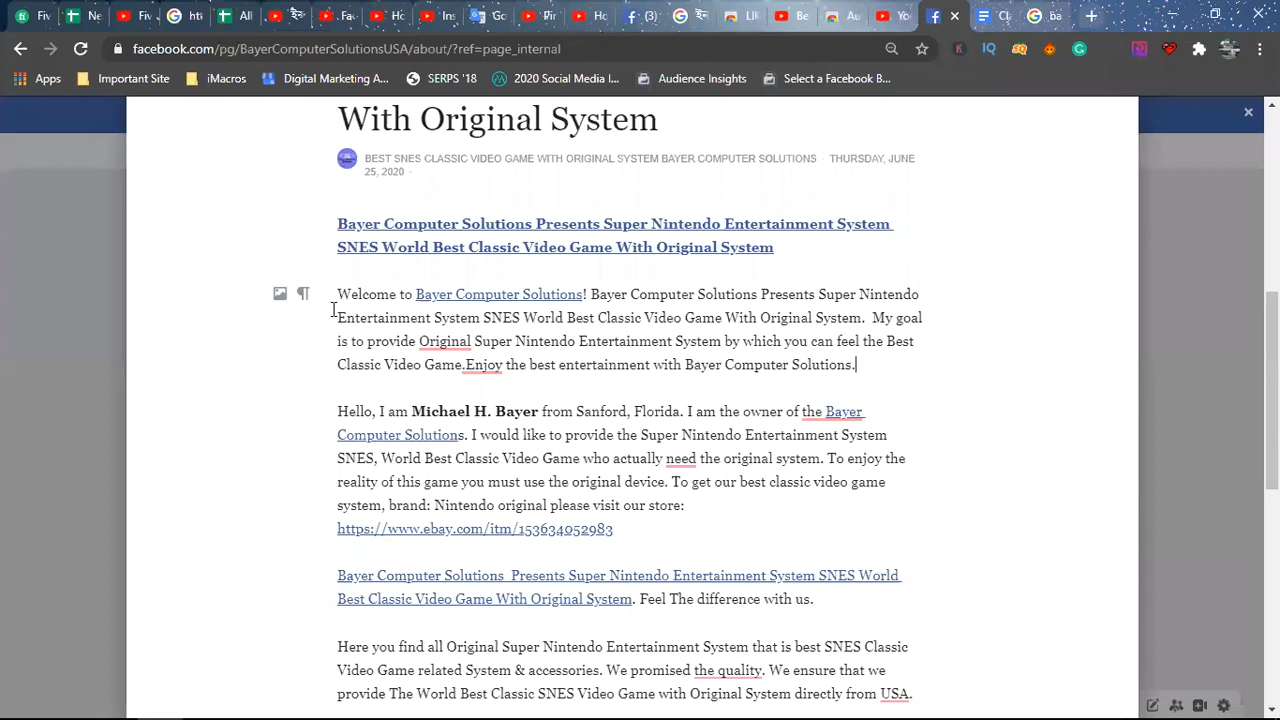 Fiv
htt
All
হই
Fac
Ho
Ins
Go
Pir
Ho
(3)
হই
Lil
Be
Au
Yo
Cl
ba
facebook.com/pg/BayerComputerSolutionsUSA/about/?ref=page_internal
Apps Important Site iMacros Digital Marketing A... SERPS '18 2020 Social Media I... Audience Insights Select a Facebook B...
With Original System
BEST SNES CLASSIC VIDEO GAME WITH ORIGINAL SYSTEM BAYER COMPUTER SOLUTIONS · THURSDAY, JUNE
25, 2020 ·
Bayer Computer Solutions Presents Super Nintendo Entertainment System
SNES World Best Classic Video Game With Original System
Welcome to Bayer Computer Solutions! Bayer Computer Solutions Presents Super Nintendo
Entertainment System SNES World Best Classic Video Game With Original System.  My goal
is to provide Original Super Nintendo Entertainment System by which you can feel the Best
Classic Video Game.Enjoy the best entertainment with Bayer Computer Solutions.
Hello, I am Michael H. Bayer from Sanford, Florida. I am the owner of the Bayer
Computer Solutions. I would like to provide the Super Nintendo Entertainment System
SNES, World Best Classic Video Game who actually need the original system. To enjoy the
reality of this game you must use the original device. To get our best classic video game
system, brand: Nintendo original please visit our store:
https://www.ebay.com/itm/153634052983
Bayer Computer Solutions  Presents Super Nintendo Entertainment System SNES World
Best Classic Video Game With Original System. Feel The difference with us.
Here you find all Original Super Nintendo Entertainment System that is best SNES Classic
Video Game related System & accessories. We promised the quality. We ensure that we
provide The World Best Classic SNES Video Game with Original System directly from USA.